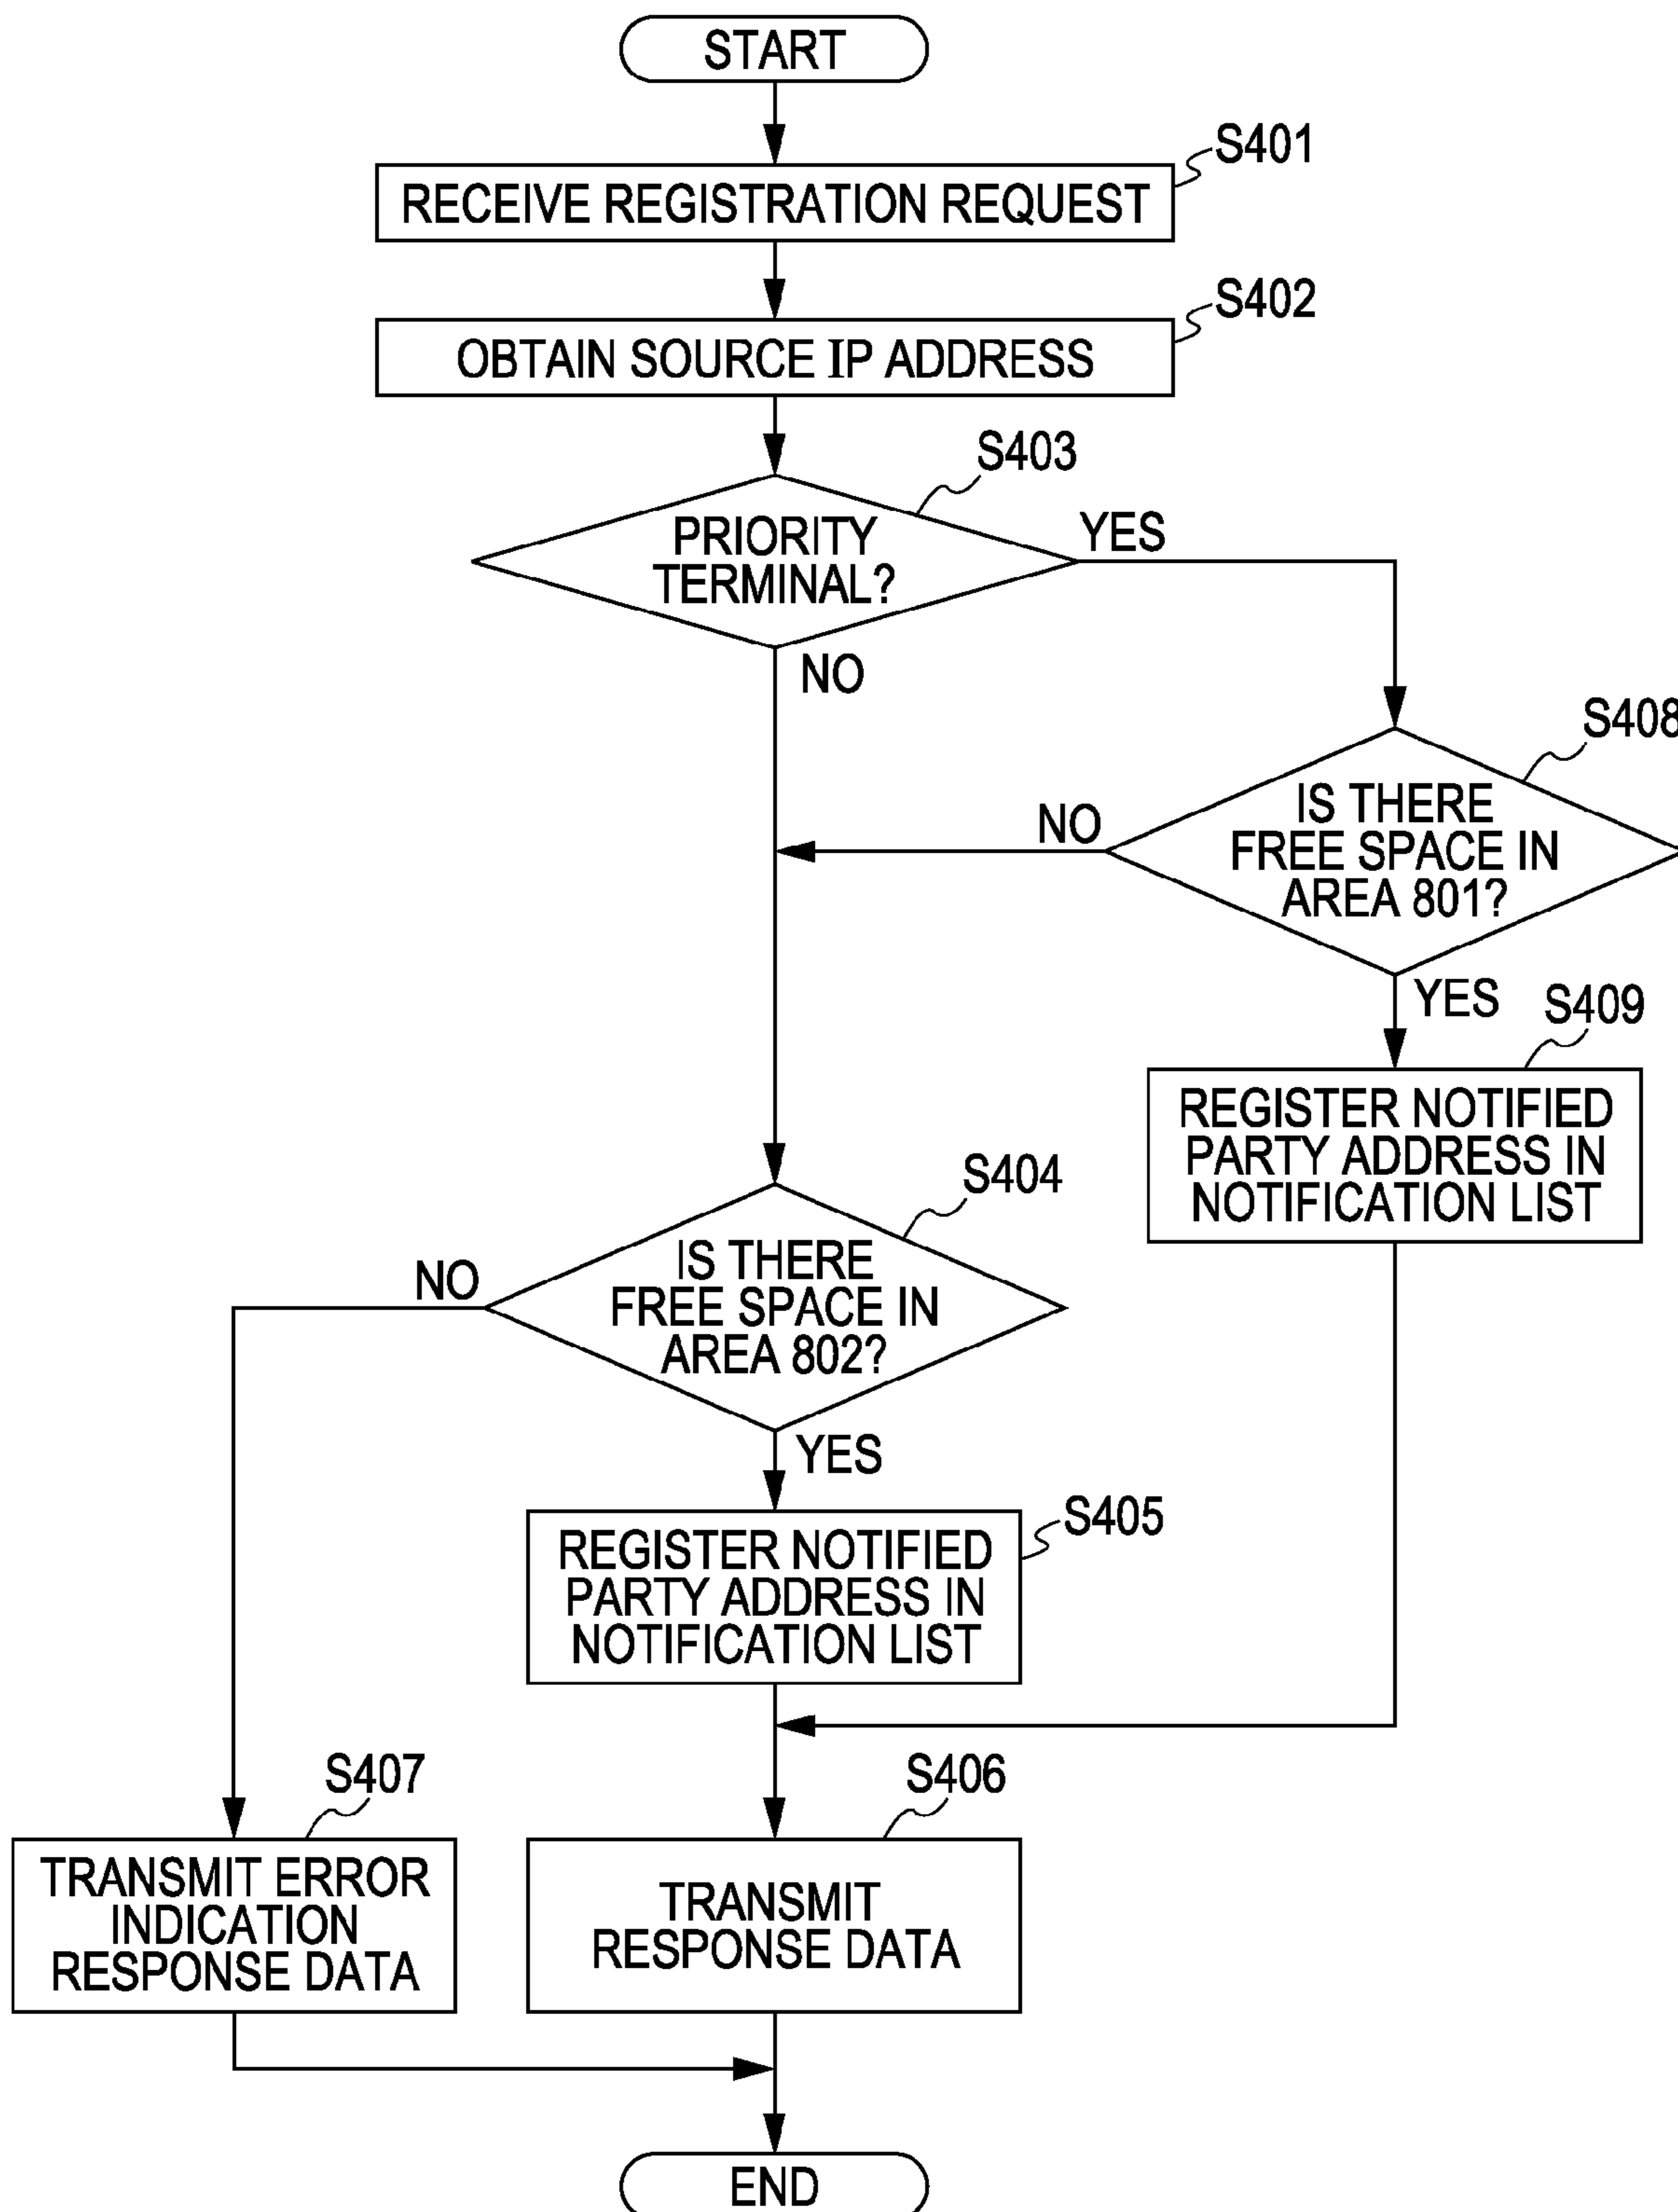 START
S401
RECEIVE REGISTRATION REQUEST
S402
OBTAIN SOURCE IP ADDRESS
S403
PRIORITY
TERMINAL?
YES
NO
S408
IS THERE
FREE SPACE IN
AREA 801?
NO
YES
S409
REGISTER NOTIFIED
PARTY ADDRESS IN
NOTIFICATION LIST
S404
IS THERE
FREE SPACE IN
AREA 802?
NO
YES
S405
REGISTER NOTIFIED
PARTY ADDRESS IN
NOTIFICATION LIST
S407
TRANSMIT ERROR
INDICATION
RESPONSE DATA
S406
TRANSMIT
RESPONSE DATA
END